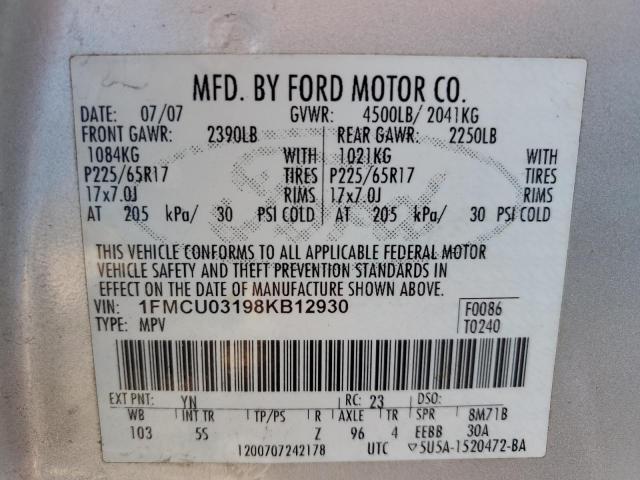 MFD. BY FORD MOTOR CO.
DATE: 07/07 GVWR: 4500LB/ 2041KG
FRONT GAWR: 2390LB REAR GAWR: 2250LB
1084KG WITH 1021KG WITH
P225/65R17 TIRES P225/65R17 TIRES
17x7.0J RIMS 17x7.0J RIMS
AT 205 kPa/ 30 PSI COLD AT 205 kPa/ 30 PSI COLD
THIS VEHICLE CONFORMS TO ALL APPLICABLE FEDERAL MOTOR
VEHICLE SAFETY AND THEFT PREVENTION STANDARDS IN
EFFECT ON THE DATE OF MANUFACTURE SHOWN ABOVE.
VIN: 1FMCU03198KB12930 F0086
TYPE: MPV T0240
EXT PNT: YN RC: 23 DSO:
WB INT TR TP/PS R AXLE TR SPR 8M71B
103 5S Z 96 4 EEBB 30A
1200707242178 UTC ▽5U5A-1520472-BA
Ford